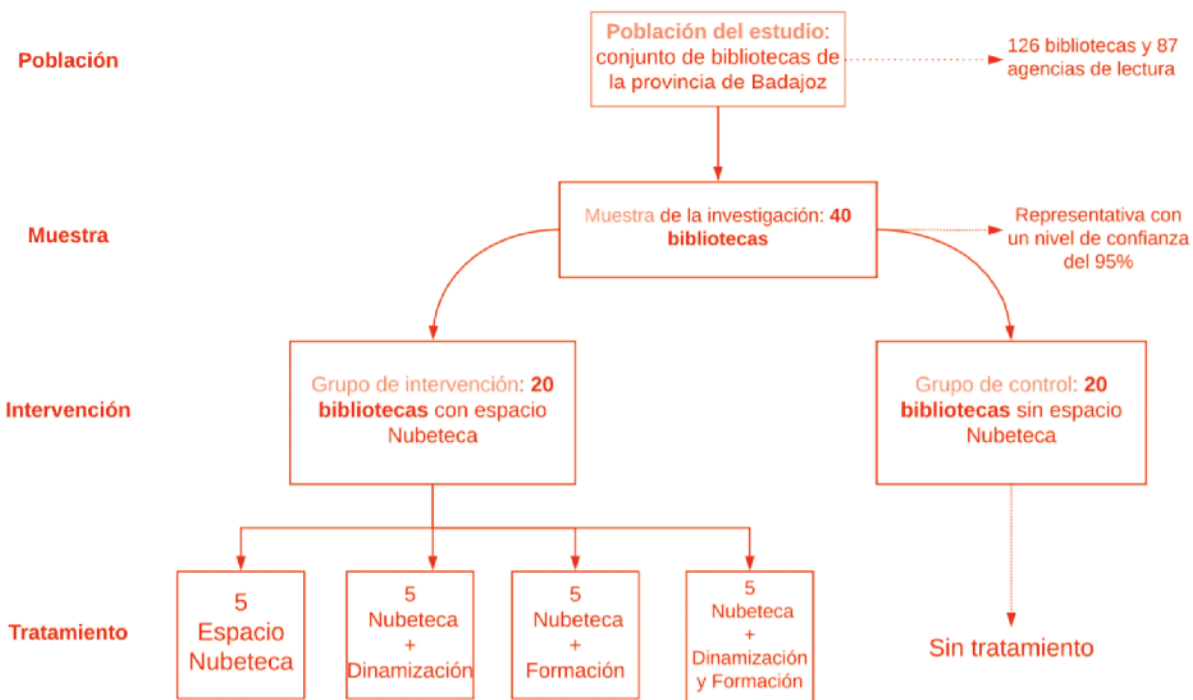 Población
Población del estudio:
conjunto de bibliotecas de
la provincia de Badajoz
126 bibliotecas y 87
agencias de lectura
Muestra
Muestra de la investigación: 40
bibliotecas
Representativa con
un nivel de confianza
del 95%
Intervención
Grupo de intervención: 20
bibliotecas con espacio
Nubeteca
Grupo de control: 20
bibliotecas sin espacio
Nubeteca
Tratamiento
5
Espacio
Nubeteca
5
Nubeteca
+
Dinamización
5
Nubeteca
+
Formación
5
Nubeteca
+
Dinamización
y Formación
Sin tratamiento